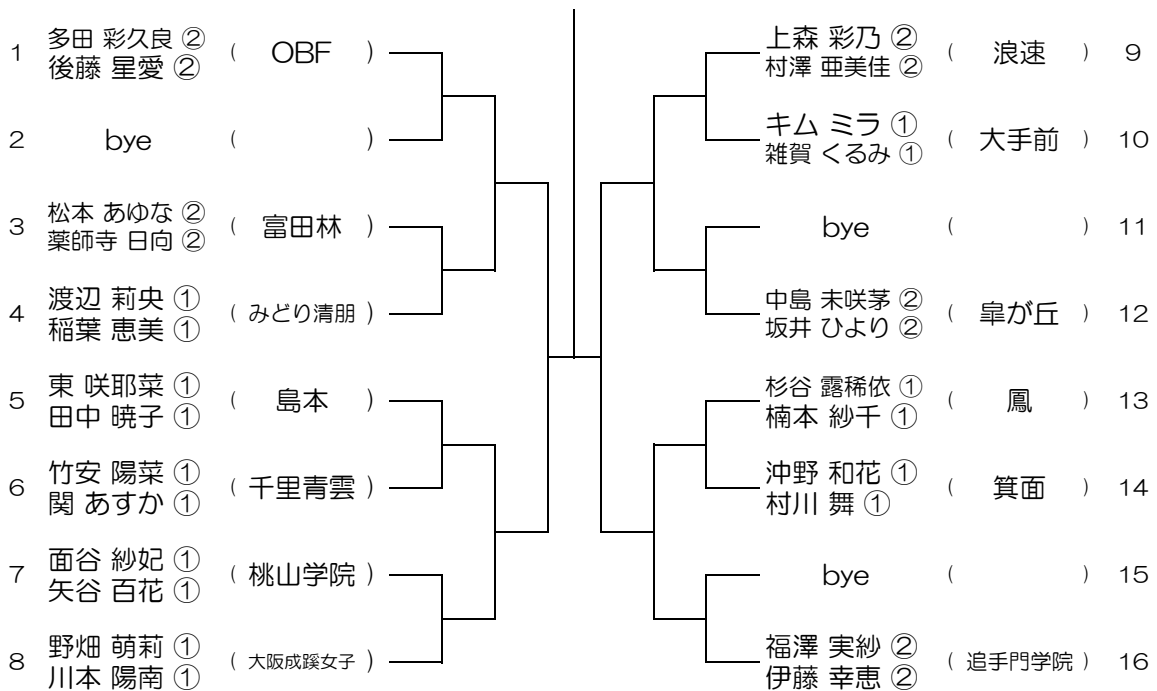 1 多田 彩久良 ② ( OBF )
後藤 星愛 ②
2 bye ( )
3 松本 あゆな ② ( 富田林 )
薬師寺 日向 ②
4 渡辺 莉央 ① ( みどり清朋 )
稲葉 恵美 ①
5 東 咲耶菜 ① ( 島本 )
田中 暁子 ①
6 竹安 陽菜 ① ( 千里青雲 )
関 あすか ①
7 面谷 紗妃 ① ( 桃山学院 )
矢谷 百花 ①
8 野畑 萌莉 ① ( 大阪成蹊女子 )
川本 陽南 ①
上森 彩乃 ② ( 浪速 ) 9
村澤 亜美佳 ②
キム ミラ ① ( 大手前 ) 10
雑賀 くるみ ①
bye ( ) 11
中島 未咲茅 ② ( 皐が丘 ) 12
坂井 ひより ②
杉谷 露稀依 ① ( 鳳 ) 13
楠本 紗千 ①
沖野 和花 ① ( 箕面 ) 14
村川 舞 ①
bye ( ) 15
福澤 実紗 ② ( 追手門学院 ) 16
伊藤 幸恵 ②